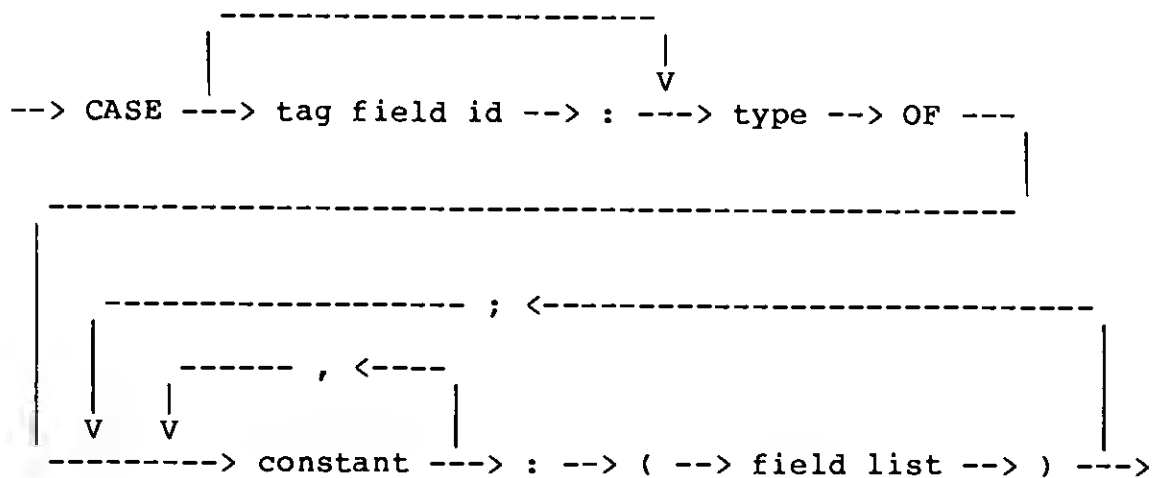 --> CASE ---> tag field id --> : ---> type --> OF ---
; <
, <
---------> constant ---> : --> ( --> field list --> ) --->